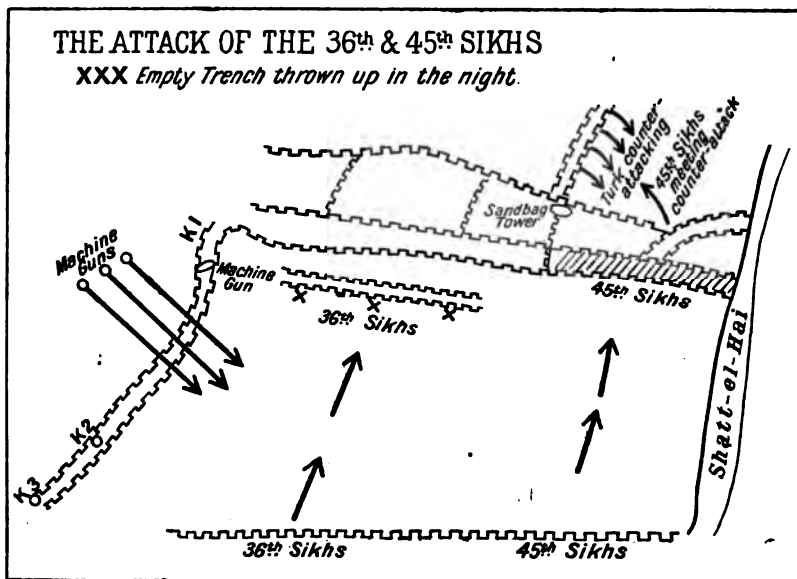 THE ATTACK OF THE 36th & 45th SIKHS
XXX Empty Trench thrown up in the night.
Turk counter-
attacking
45th Sikhs
meeting
counter-attack
Sandbag
Tower
K1
Machine
Guns
Machine
Gun
X X X
36th Sikhs
45th Sikhs
Shatt-el-Hai
K2
K3
36th Sikhs
45th Sikhs